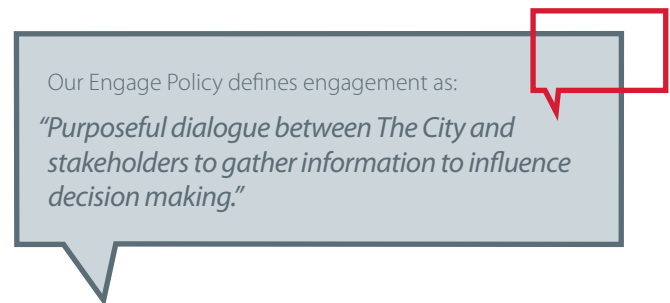 Our Engage Policy defines engagement as:
“Purposeful dialogue between The City and
stakeholders to gather information to influence
decision making.”